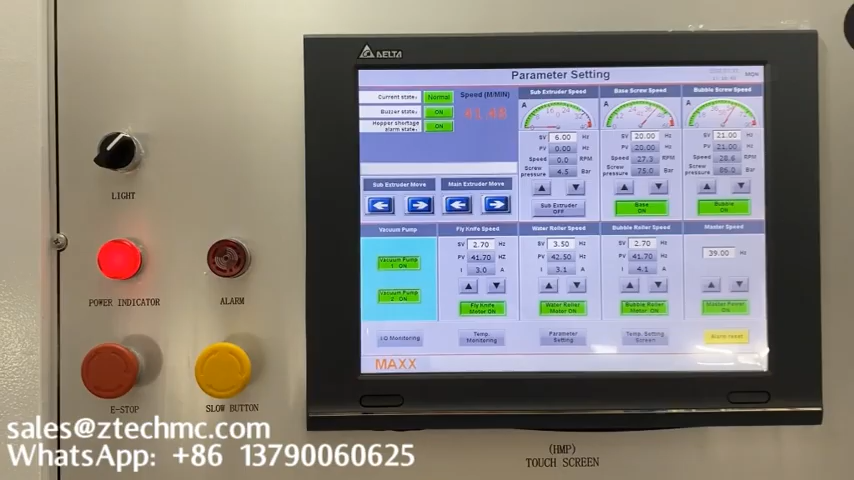 DELTA
Parameter Setting
MON
Current state:
Normal
Speed (M/MIN)
Buzzer state:
ON
Hopper shortage
alarm state:
ON
Sub Extruder Speed
A
SV 6.00 Hz
PV 0.00 Hz
Speed 0.0 RPM
Screw
pressure 4.5 Bar
Sub Extruder
OFF
Base Screw Speed
A
SV 20.00 Hz
PV 20.00 Hz
Speed 27.3 RPM
Screw
pressure 75.0 Bar
Base
ON
Bubble Screw Speed
A
SV 21.00 Hz
PV 21.00 Hz
Speed 28.6 RPM
Screw
pressure 86.0 Bar
Bubble
ON
Sub Extruder Move
Main Extruder Move
Vacuum Pump
Vacuum Pump
1 ON
Vacuum Pump
2 ON
Fly Knife Speed
SV 2.70 Hz
PV 41.70 HZ
I 3.0 A
Fly Knife
Motor ON
Water Roller Speed
SV 3.50 Hz
PV 42.50 HZ
I 3.1 A
Water Roller
Motor ON
Bubble Roller Speed
SV 2.70 Hz
PV 41.70 HZ
I 4.1 A
Bubble Roller
Motor ON
Master Speed
39.00 Hz
Master Power
ON
I/O Monitoring
Temp.
Monitoring
Parameter
Setting
Temp. Setting
Screen
Alarm reset
MAXX
LIGHT
POWER INDICATOR
ALARM
E-STOP
SLOW BUTTON
(HMP)
TOUCH SCREEN
sales@ztechmc.com
WhatsApp: +86 13790060625